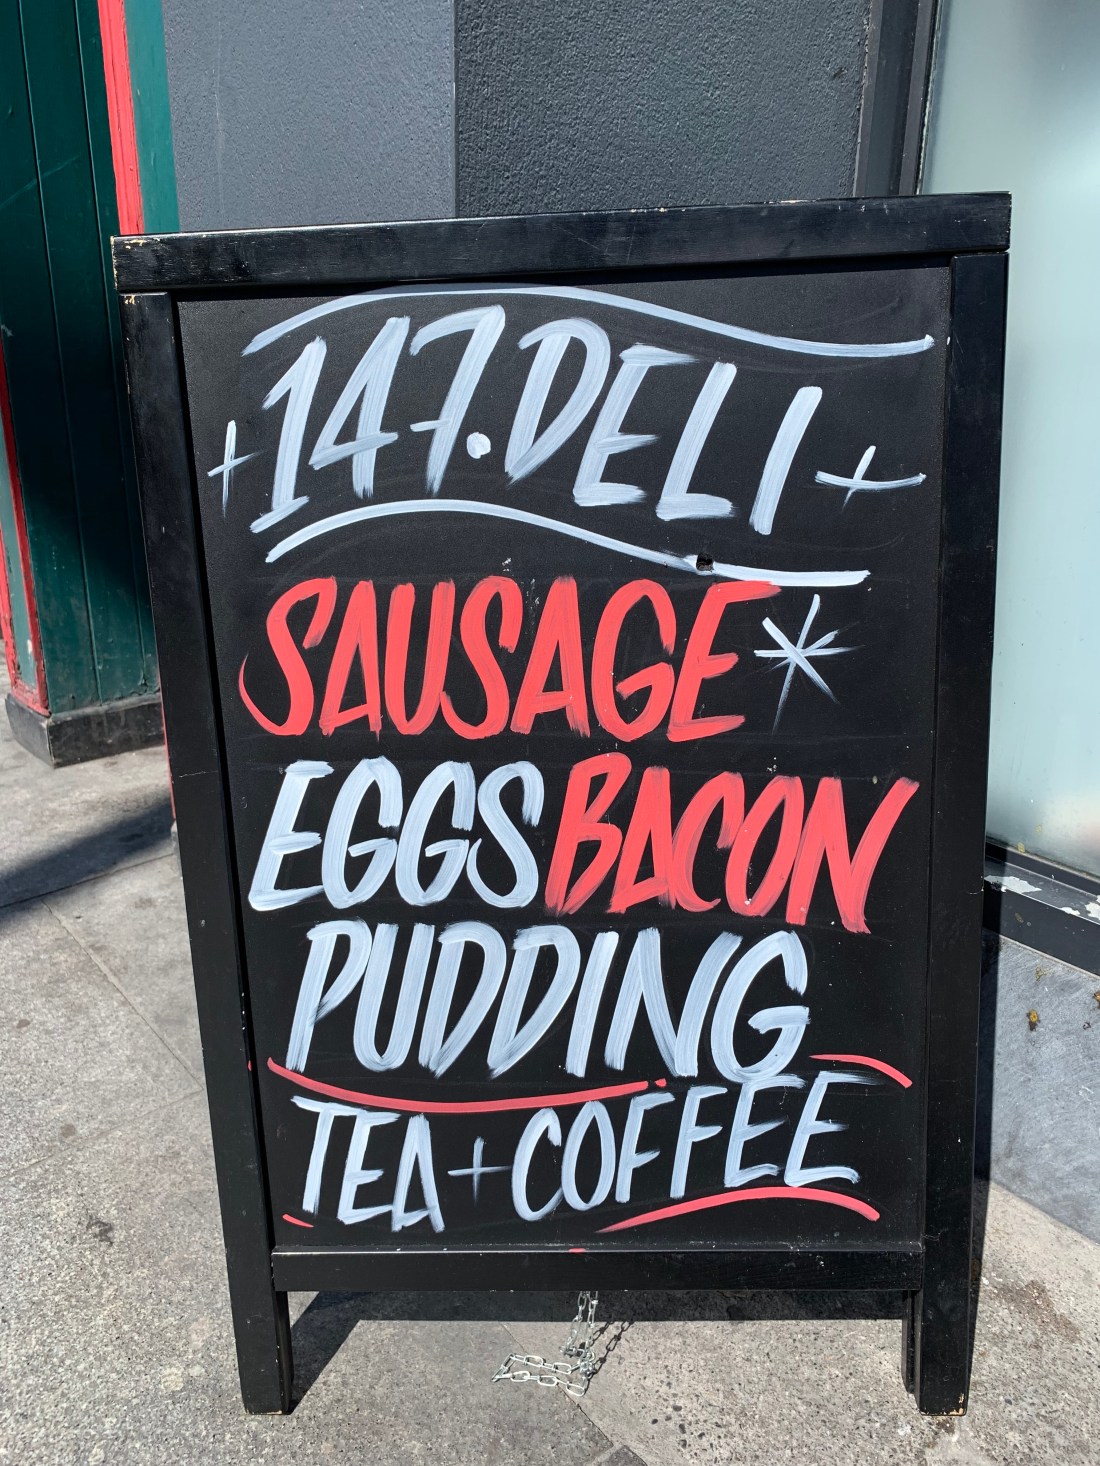 +147.DELI+
SAUSAGE*
EGGS BACON
PUDDING
TEA + COFFEE